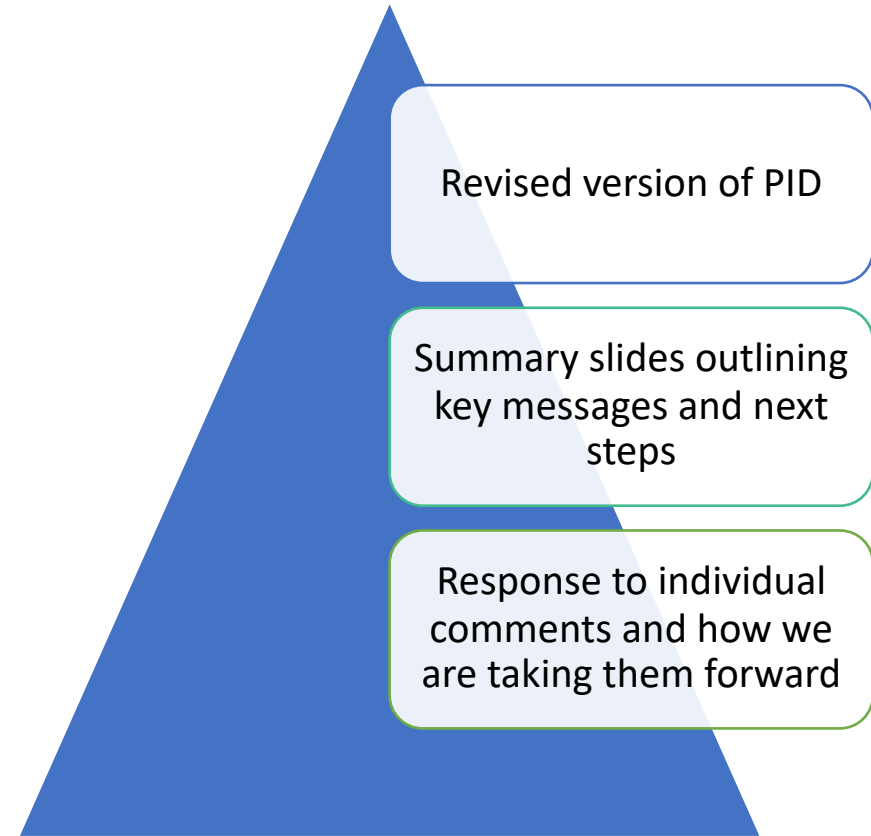 Revised version of PID
Summary slides outlining
key messages and next
steps
Response to individual
comments and how we
are taking them forward